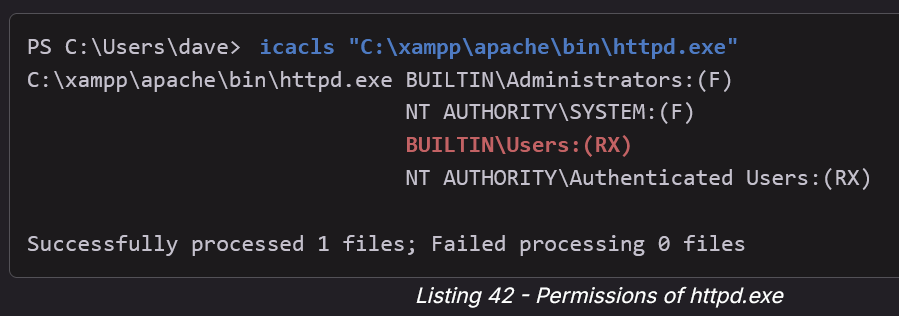 PS C:\Users\dave> icacls "C:\xampp\apache\bin\httpd.exe"
C:\xampp\apache\bin\httpd.exe BUILTIN\Administrators:(F)
NT AUTHORITY\SYSTEM:(F)
BUILTIN\Users:(RX)
NT AUTHORITY\Authenticated Users:(RX)
Successfully processed 1 files; Failed processing 0 files
Listing 42 - Permissions of httpd.exe